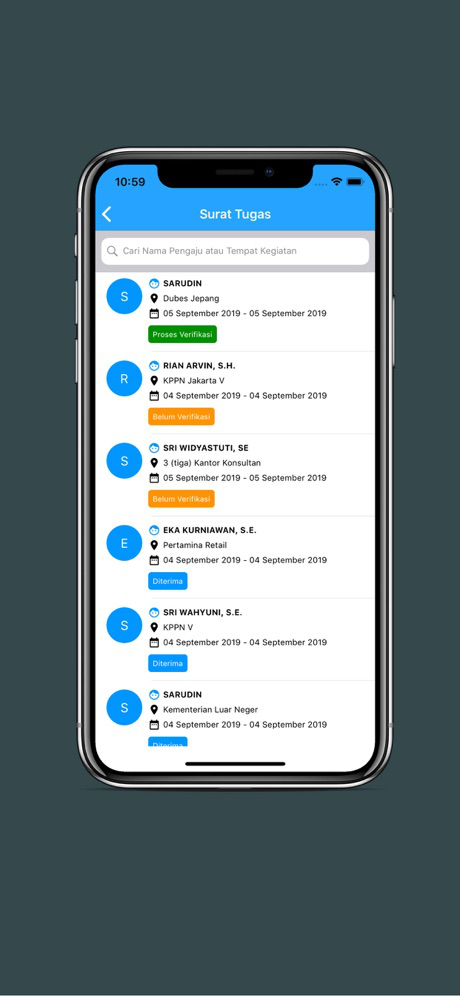 10:59
Surat Tugas
Cari Nama Pengaju atau Tempat Kegiatan
S
SARUDIN
Dubes Jepang
05 September 2019 - 05 September 2019
Proses Verifikasi
R
RIAN ARVIN, S.H.
KPPN Jakarta V
04 September 2019 - 04 September 2019
Belum Verifikasi
S
SRI WIDYASTUTI, SE
3 (tiga) Kantor Konsultan
05 September 2019 - 05 September 2019
Belum Verifikasi
E
EKA KURNIAWAN, S.E.
Pertamina Retail
04 September 2019 - 04 September 2019
Diterima
S
SRI WAHYUNI, S.E.
KPPN V
04 September 2019 - 04 September 2019
Diterima
S
SARUDIN
Kementerian Luar Neger
04 September 2019 - 04 September 2019
Diterima